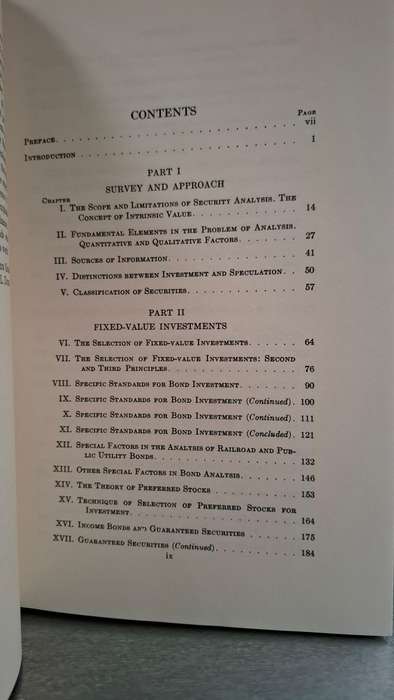 CONTENTS
PAGE
PREFACE. . . . . . . . . . . . . . . . . . . . vii
INTRODUCTION . . . . . . . . . . . . . . . . . . 1
PART I
SURVEY AND APPROACH
CHAPTER
I. THE SCOPE AND LIMITATIONS OF SECURITY ANALYSIS. THE
CONCEPT OF INTRINSIC VALUE. . . . . . . . . . . 14
II. FUNDAMENTAL ELEMENTS IN THE PROBLEM OF ANALYSIS.
QUANTITATIVE AND QUALITATIVE FACTORS. . . . . . . 27
III. SOURCES OF INFORMATION. . . . . . . . . . . . . 41
IV. DISTINCTIONS BETWEEN INVESTMENT AND SPECULATION. . . 50
V. CLASSIFICATION OF SECURITIES. . . . . . . . . . . 57
PART II
FIXED-VALUE INVESTMENTS
VI. THE SELECTION OF FIXED-VALUE INVESTMENTS. . . . . . 64
VII. THE SELECTION OF FIXED-VALUE INVESTMENTS: SECOND
AND THIRD PRINCIPLES. . . . . . . . . . . . . . 76
VIII. SPECIFIC STANDARDS FOR BOND INVESTMENT. . . . . . . 90
IX. SPECIFIC STANDARDS FOR BOND INVESTMENT (Continued). . 100
X. SPECIFIC STANDARDS FOR BOND INVESTMENT (Continued). . 111
XI. SPECIFIC STANDARDS FOR BOND INVESTMENT (Concluded). . 121
XII. SPECIAL FACTORS IN THE ANALYSIS OF RAILROAD AND PUB-
LIC UTILITY BONDS. . . . . . . . . . . . . . . 132
XIII. OTHER SPECIAL FACTORS IN BOND ANALYSIS. . . . . . . 146
XIV. THE THEORY OF PREFERRED STOCKS . . . . . . . . . . 153
XV. TECHNIQUE OF SELECTION OF PREFERRED STOCKS FOR
INVESTMENT. . . . . . . . . . . . . . . . . . 164
XVI. INCOME BONDS AND GUARANTEED SECURITIES . . . . . . 175
XVII. GUARANTEED SECURITIES (Continued). . . . . . . . . 184
ix